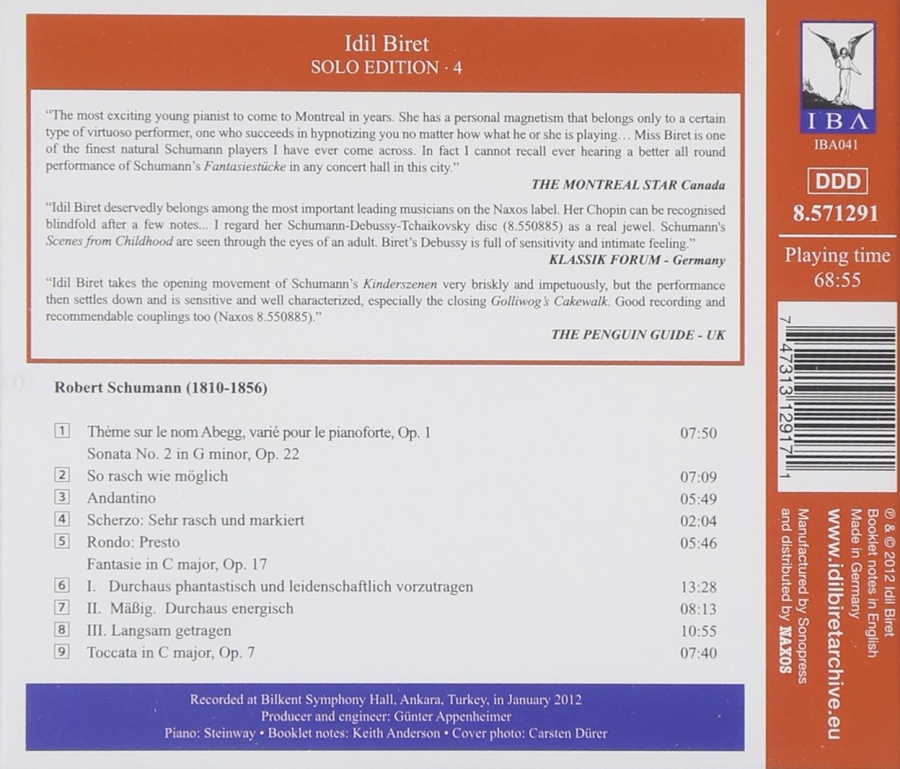 Idil Biret
SOLO EDITION · 4
“The most exciting young pianist to come to Montreal in years. She has a personal magnetism that belongs only to a certain
type of virtuoso performer, one who succeeds in hypnotizing you no matter how what he or she is playing… Miss Biret is one
of the finest natural Schumann players I have ever come across. In fact I cannot recall ever hearing a better all round
performance of Schumann’s Fantasiestücke in any concert hall in this city.”
THE MONTREAL STAR Canada
“Idil Biret deservedly belongs among the most important leading musicians on the Naxos label. Her Chopin can be recognised
blindfold after a few notes... I regard her Schumann-Debussy-Tchaikovsky disc (8.550885) as a real jewel. Schumann's
Scenes from Childhood are seen through the eyes of an adult. Biret’s Debussy is full of sensitivity and intimate feeling.”
KLASSIK FORUM - Germany
“Idil Biret takes the opening movement of Schumann’s Kinderszenen very briskly and impetuously, but the performance
then settles down and is sensitive and well characterized, especially the closing Golliwog’s Cakewalk. Good recording and
recommendable couplings too (Naxos 8.550885).”
THE PENGUIN GUIDE - UK
Robert Schumann (1810-1856)
1 Thème sur le nom Abegg, varié pour le pianoforte, Op. 1 07:50
Sonata No. 2 in G minor, Op. 22
2 So rasch wie möglich 07:09
3 Andantino 05:49
4 Scherzo: Sehr rasch und markiert 02:04
5 Rondo: Presto 05:46
Fantasie in C major, Op. 17
6 I. Durchaus phantastisch und leidenschaftlich vorzutragen 13:28
7 II. Mäßig. Durchaus energisch 08:13
8 III. Langsam getragen 10:55
9 Toccata in C major, Op. 7 07:40
Recorded at Bilkent Symphony Hall, Ankara, Turkey, in January 2012
Producer and engineer: Günter Appenheimer
Piano: Steinway • Booklet notes: Keith Anderson • Cover photo: Carsten Dürer
IBA
IBA041
DDD
8.571291
Playing time
68:55
7 47313 12917 1
℗ & © 2012 Idil Biret
Booklet notes in English
Made in Germany
www.idilbiretarchive.eu
Manufactured by Sonopress
and distributed by NAXOS